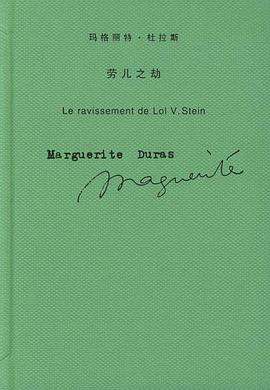 玛格丽特·杜拉斯
劳儿之劫
Le ravissement de Lol V. Stein
Marguerite Duras
Marguerite